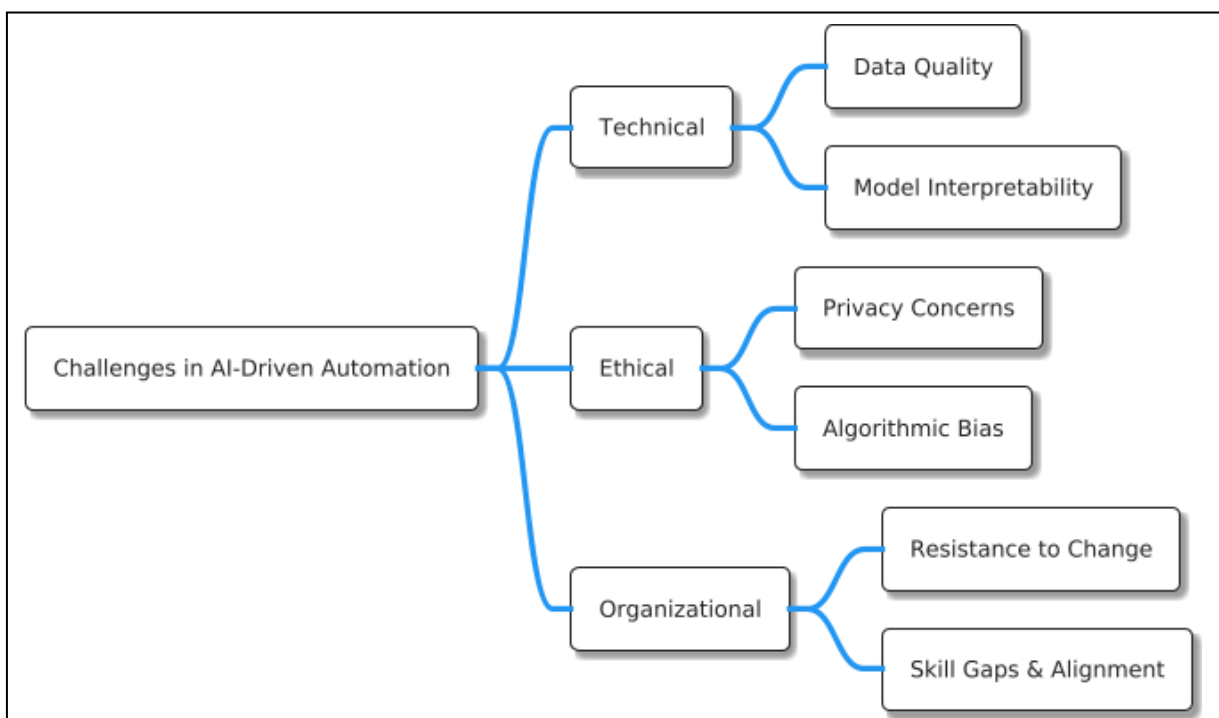 Challenges in AI-Driven Automation
Technical
Data Quality
Model Interpretability
Ethical
Privacy Concerns
Algorithmic Bias
Organizational
Resistance to Change
Skill Gaps & Alignment